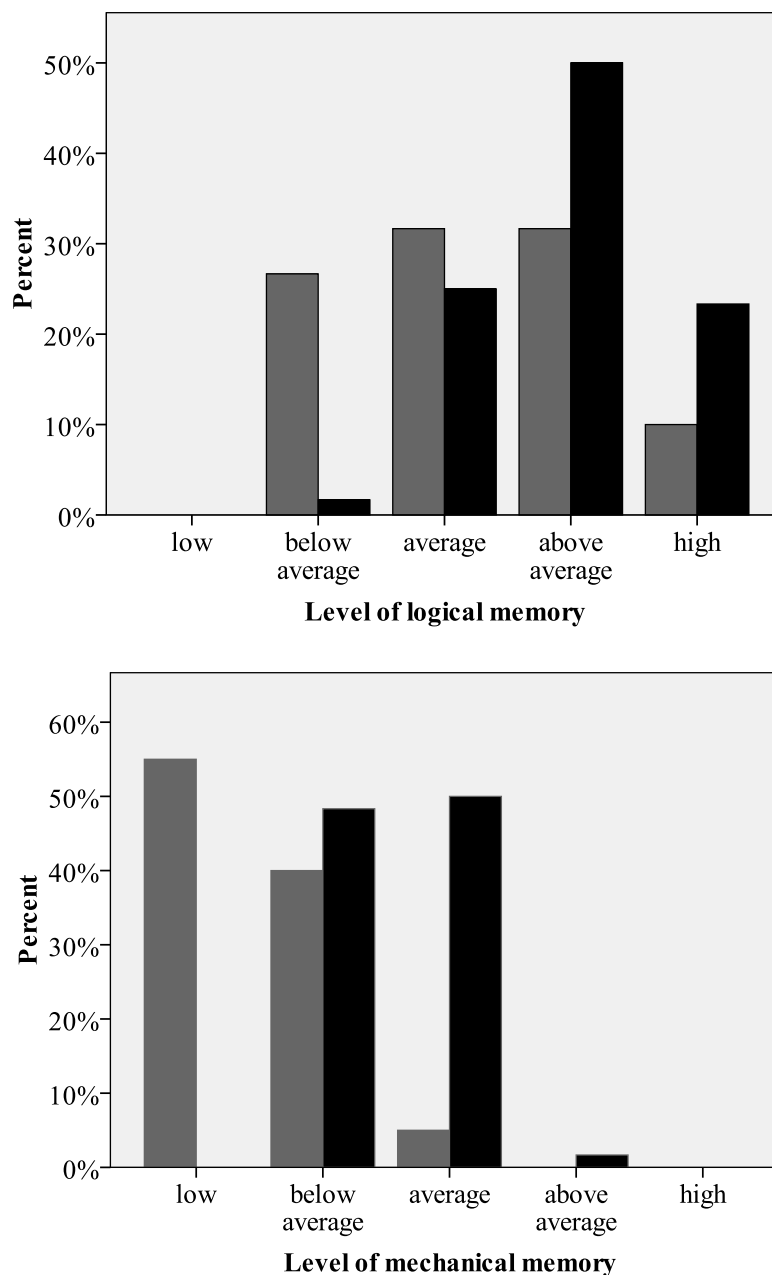 50%
40%
30%
20%
10%
0%
Percent
low
below
average
average
above
average
high
Level of logical memory
60%
50%
40%
30%
20%
10%
0%
Percent
low
below
average
average
above
average
high
Level of mechanical memory